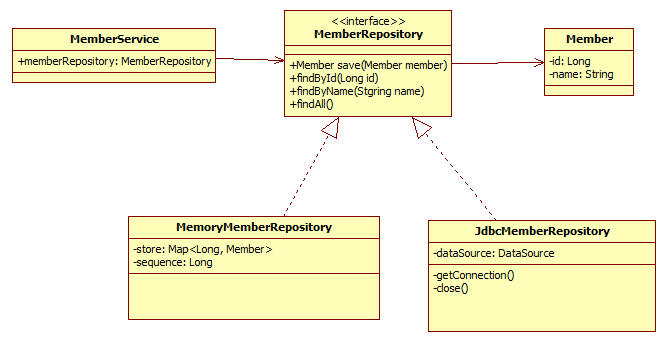 MemberService
+memberRepository: MemberRepository
<<interface>>
MemberRepository
+Member save(Member member)
+findById(Long id)
+findByName(Stgring name)
+findAll()
Member
-id: Long
-name: String
MemoryMemberRepository
-store: Map<Long, Member>
-sequence: Long
JdbcMemberRepository
-dataSource: DataSource
-getConnection()
-close()